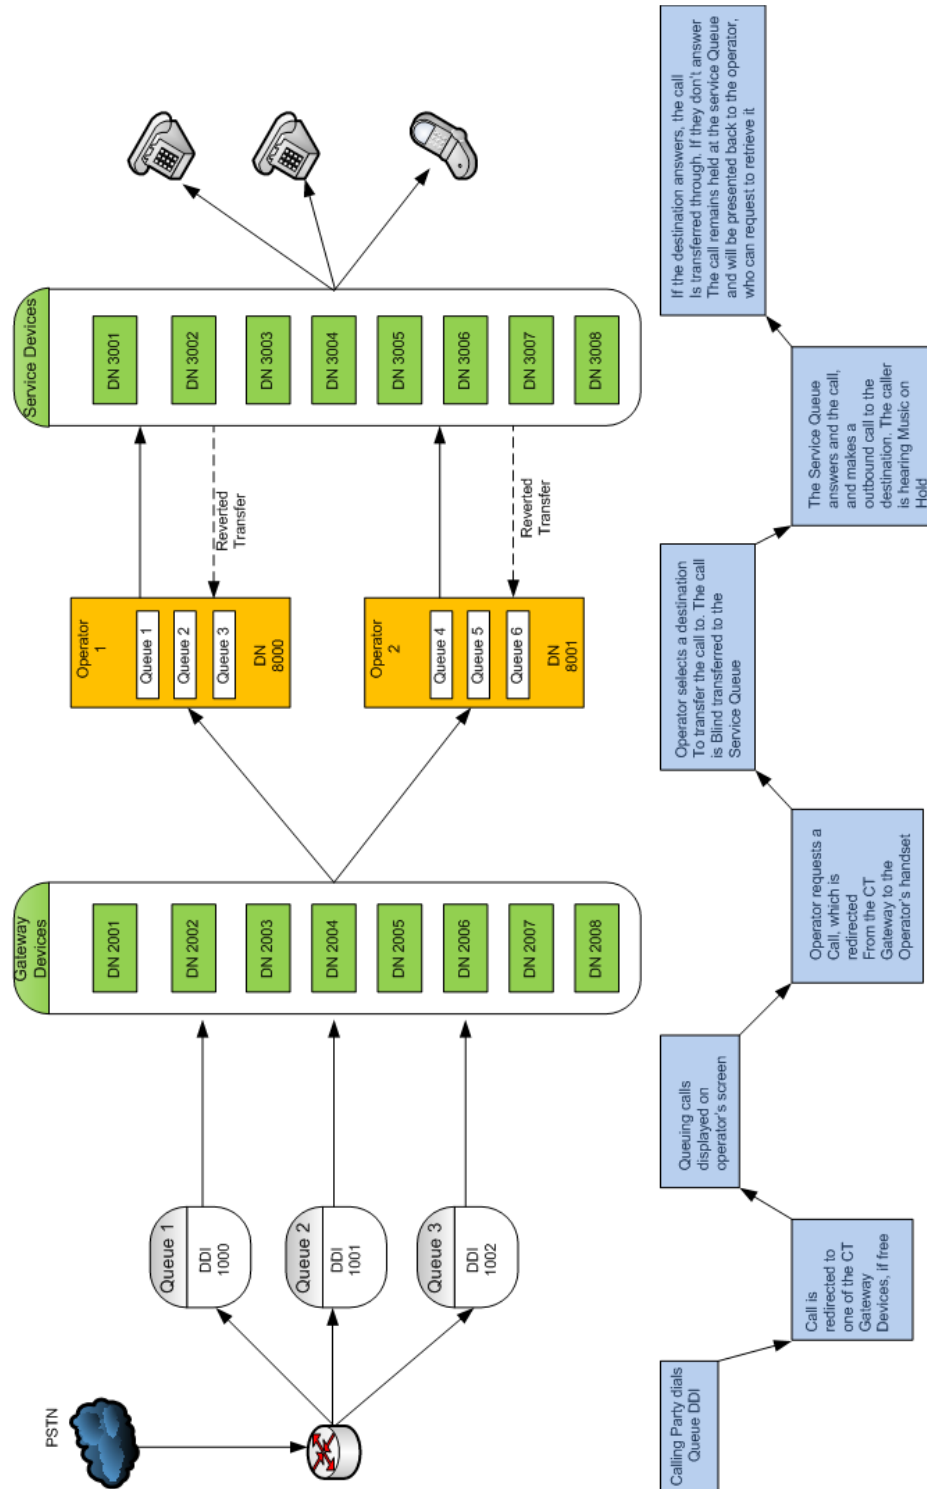 PSTN
Queue 1
DDI
1000
Queue 2
DDI
1001
Queue 3
DDI
1002
Gateway
Devices
DN 2001
DN 2002
DN 2003
DN 2004
DN 2005
DN 2006
DN 2007
DN 2008
Operator
1
Queue 1
Queue 2
Queue 3
DN
8000
Operator
2
Queue 4
Queue 5
Queue 6
DN
8001
Reverted
Transfer
Reverted
Transfer
Service Devices
DN 3001
DN 3002
DN 3003
DN 3004
DN 3005
DN 3006
DN 3007
DN 3008
Calling Party dials
Queue DDI
Call is
redirected to
one of the CT
Gateway
Devices, if free
Queuing calls
displayed on
operator's screen
Operator requests a
Call, which is
redirected
From the CT
Gateway to the
Operator's handset
Operator selects a destination
To transfer the call to. The call
is Blind transferred to the
Service Queue
The Service Queue
answers and the call,
and makes a
outbound call to the
destination. The caller
is hearing Music on
Hold
If the destination answers, the call
Is transferred through. If they don't answer
The call remains held at the service Queue
and will be presented back to the operator,
who can request to retrieve it